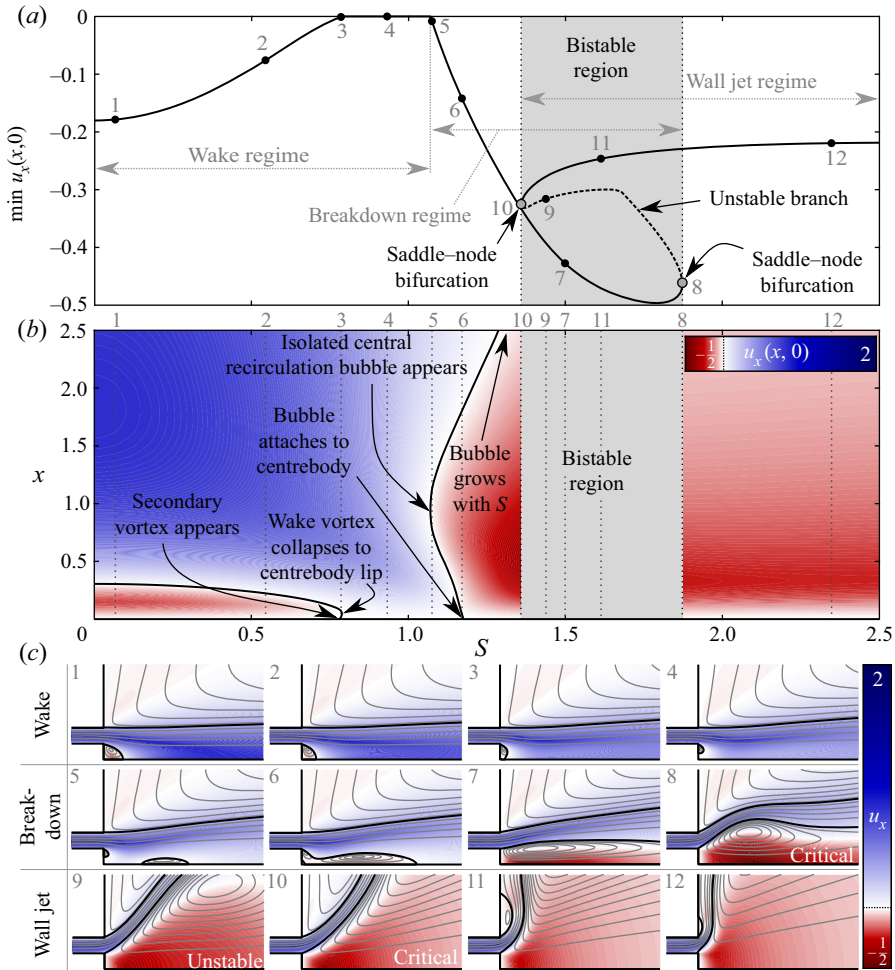 (a)
0
−0.1
−0.2
−0.3
−0.4
−0.5
min u_x(x,0)
1
2
3
4
5
6
7
8
9
10
11
12
Bistable
region
Wall jet regime
Wake regime
Breakdown regime
Unstable branch
Saddle–node
bifurcation
Saddle–node
bifurcation
(b)
1
2
3
4
5
6
10
9
7
11
8
12
2.5
2.0
1.5
1.0
0.5
x
Isolated central
recirculation bubble appears
Bubble
attaches to
centrebody
Bubble
grows
with S
Bistable
region
Secondary
vortex appears
Wake vortex
collapses to
centrebody lip
−1/2
u_x(x, 0)
2
0
0.5
1.0
1.5
2.0
2.5
S
(c)
Wake
1
2
3
4
Break-
down
5
6
7
8
Critical
Wall jet
9
Unstable
10
Critical
11
12
2
u_x
−1/2